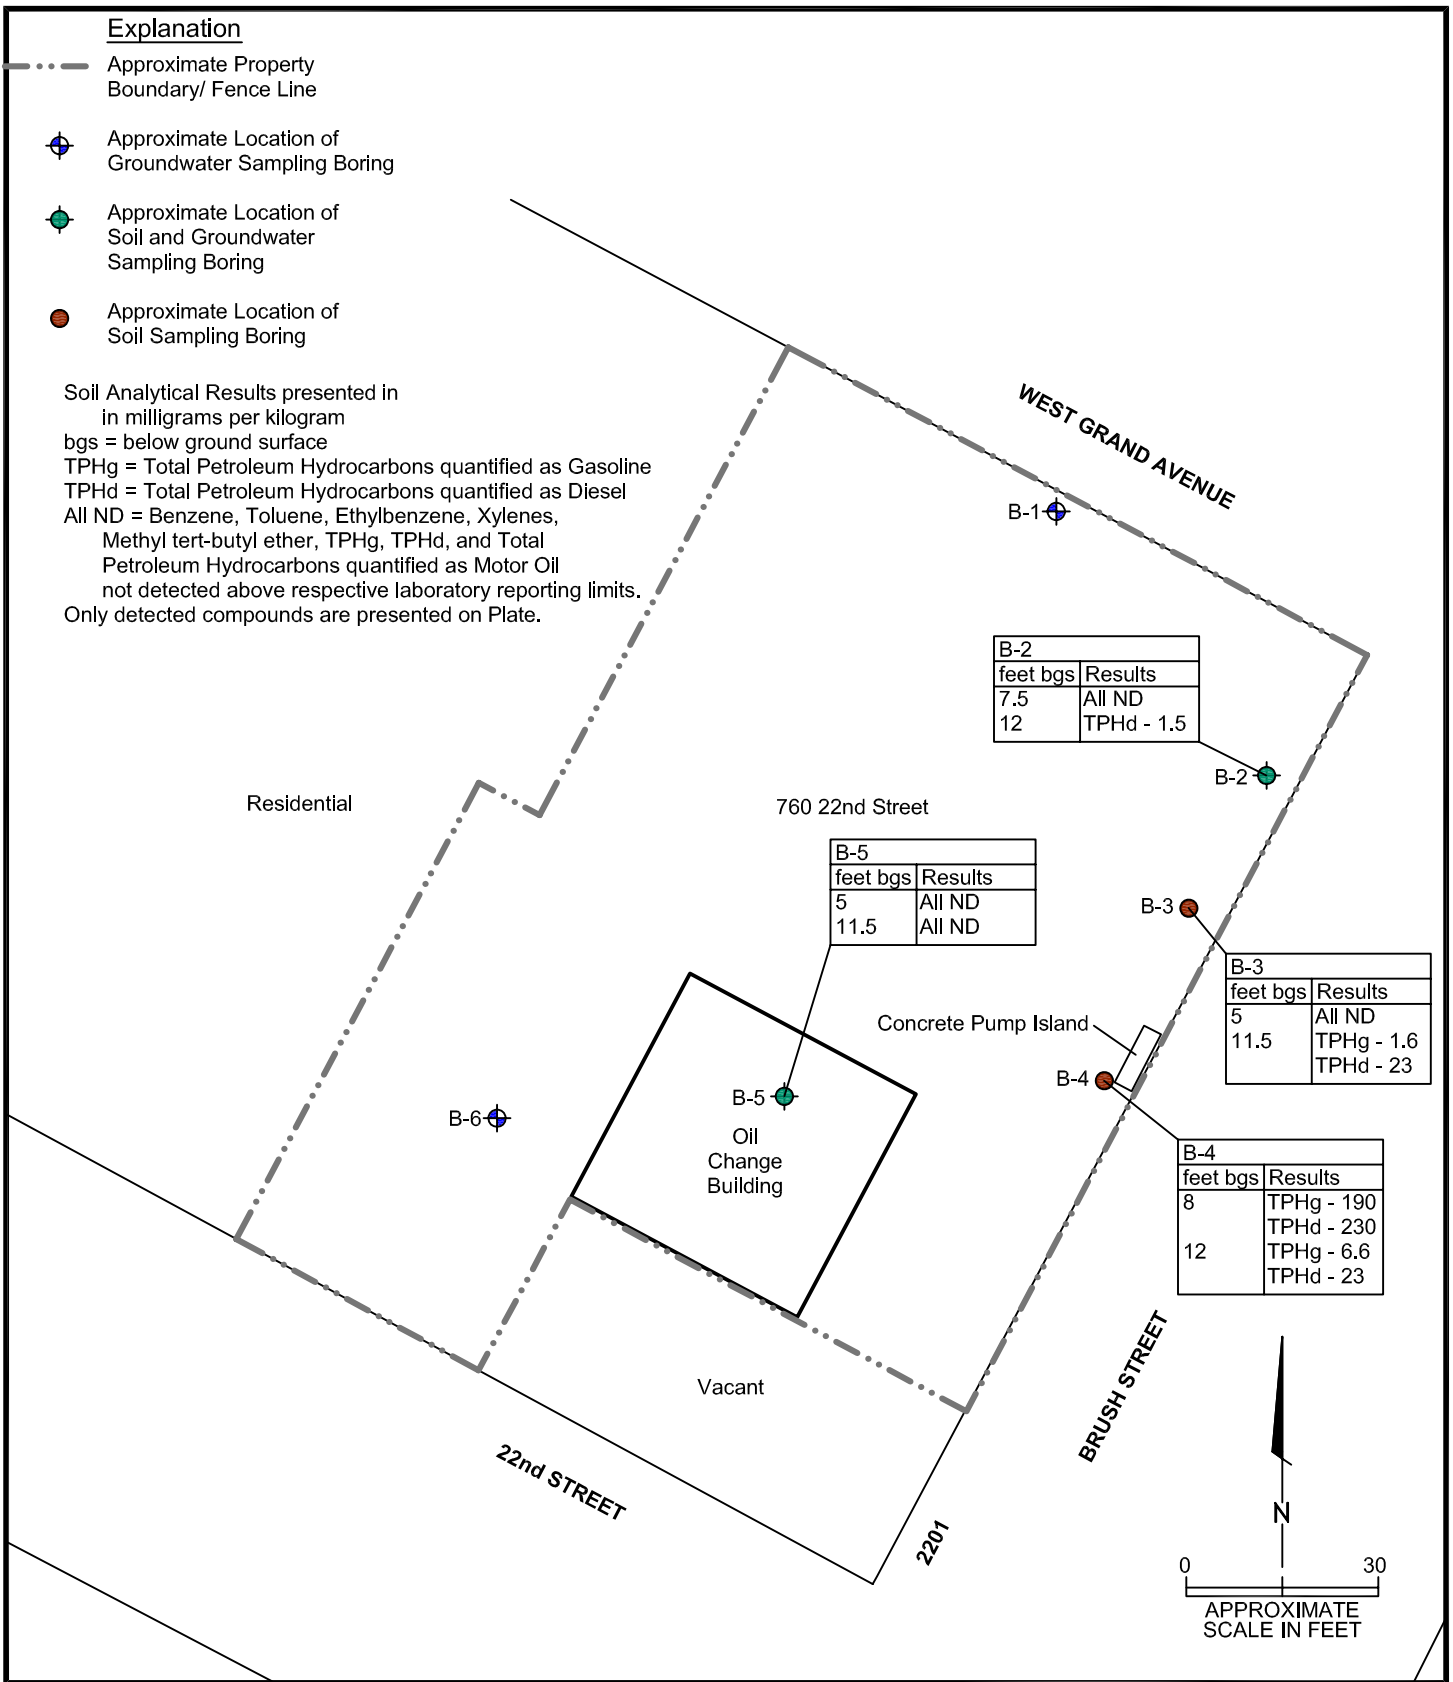 Explanation
Approximate Property
Boundary/ Fence Line
Approximate Location of
Groundwater Sampling Boring
Approximate Location of
Soil and Groundwater
Sampling Boring
Approximate Location of
Soil Sampling Boring
Soil Analytical Results presented in
in milligrams per kilogram
bgs = below ground surface
TPHg = Total Petroleum Hydrocarbons quantified as Gasoline
TPHd = Total Petroleum Hydrocarbons quantified as Diesel
All ND = Benzene, Toluene, Ethylbenzene, Xylenes,
Methyl tert-butyl ether, TPHg, TPHd, and Total
Petroleum Hydrocarbons quantified as Motor Oil
not detected above respective laboratory reporting limits.
Only detected compounds are presented on Plate.
WEST GRAND AVENUE
B-1
B-2
feet bgs Results
7.5 All ND
12 TPHd - 1.5
B-2
Residential
760 22nd Street
B-5
feet bgs Results
5 All ND
11.5 All ND
B-3
B-3
feet bgs Results
5 All ND
11.5 TPHg - 1.6
TPHd - 23
Concrete Pump Island
B-4
B-5
B-6
Oil
Change
Building
B-4
feet bgs Results
8 TPHg - 190
TPHd - 230
12 TPHg - 6.6
TPHd - 23
Vacant
BRUSH STREET
22nd STREET
2201
N
0 30
APPROXIMATE
SCALE IN FEET